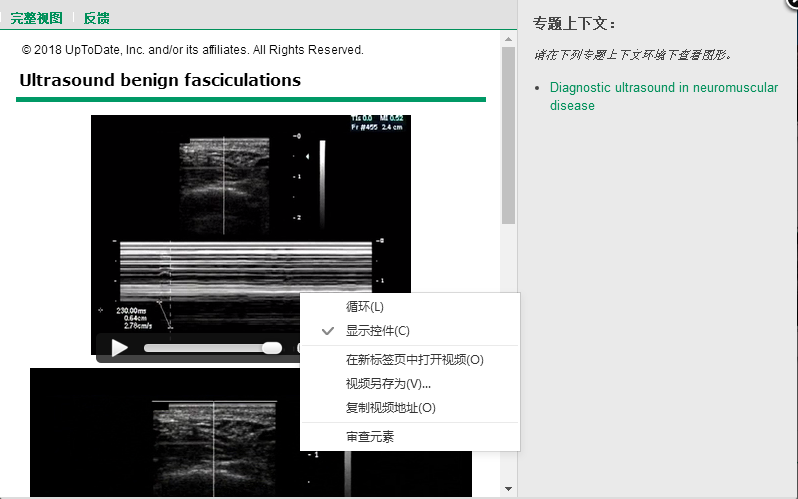 完整视图 反馈
© 2018 UpToDate, Inc. and/or its affiliates. All Rights Reserved.
Ultrasound benign fasciculations
TIs 0.0 MI 0.52
Fr #455 2.4 cm
0
1
2
0
1
230.00ms
0.64cm
2.78cm/s
循环(L)
显示控件(C)
在新标签页中打开视频(O)
视频另存为(V)...
复制视频地址(O)
审查元素
1
专题上下文：
请在下列专题上下文环境下查看图形。
Diagnostic ultrasound in neuromuscular
disease